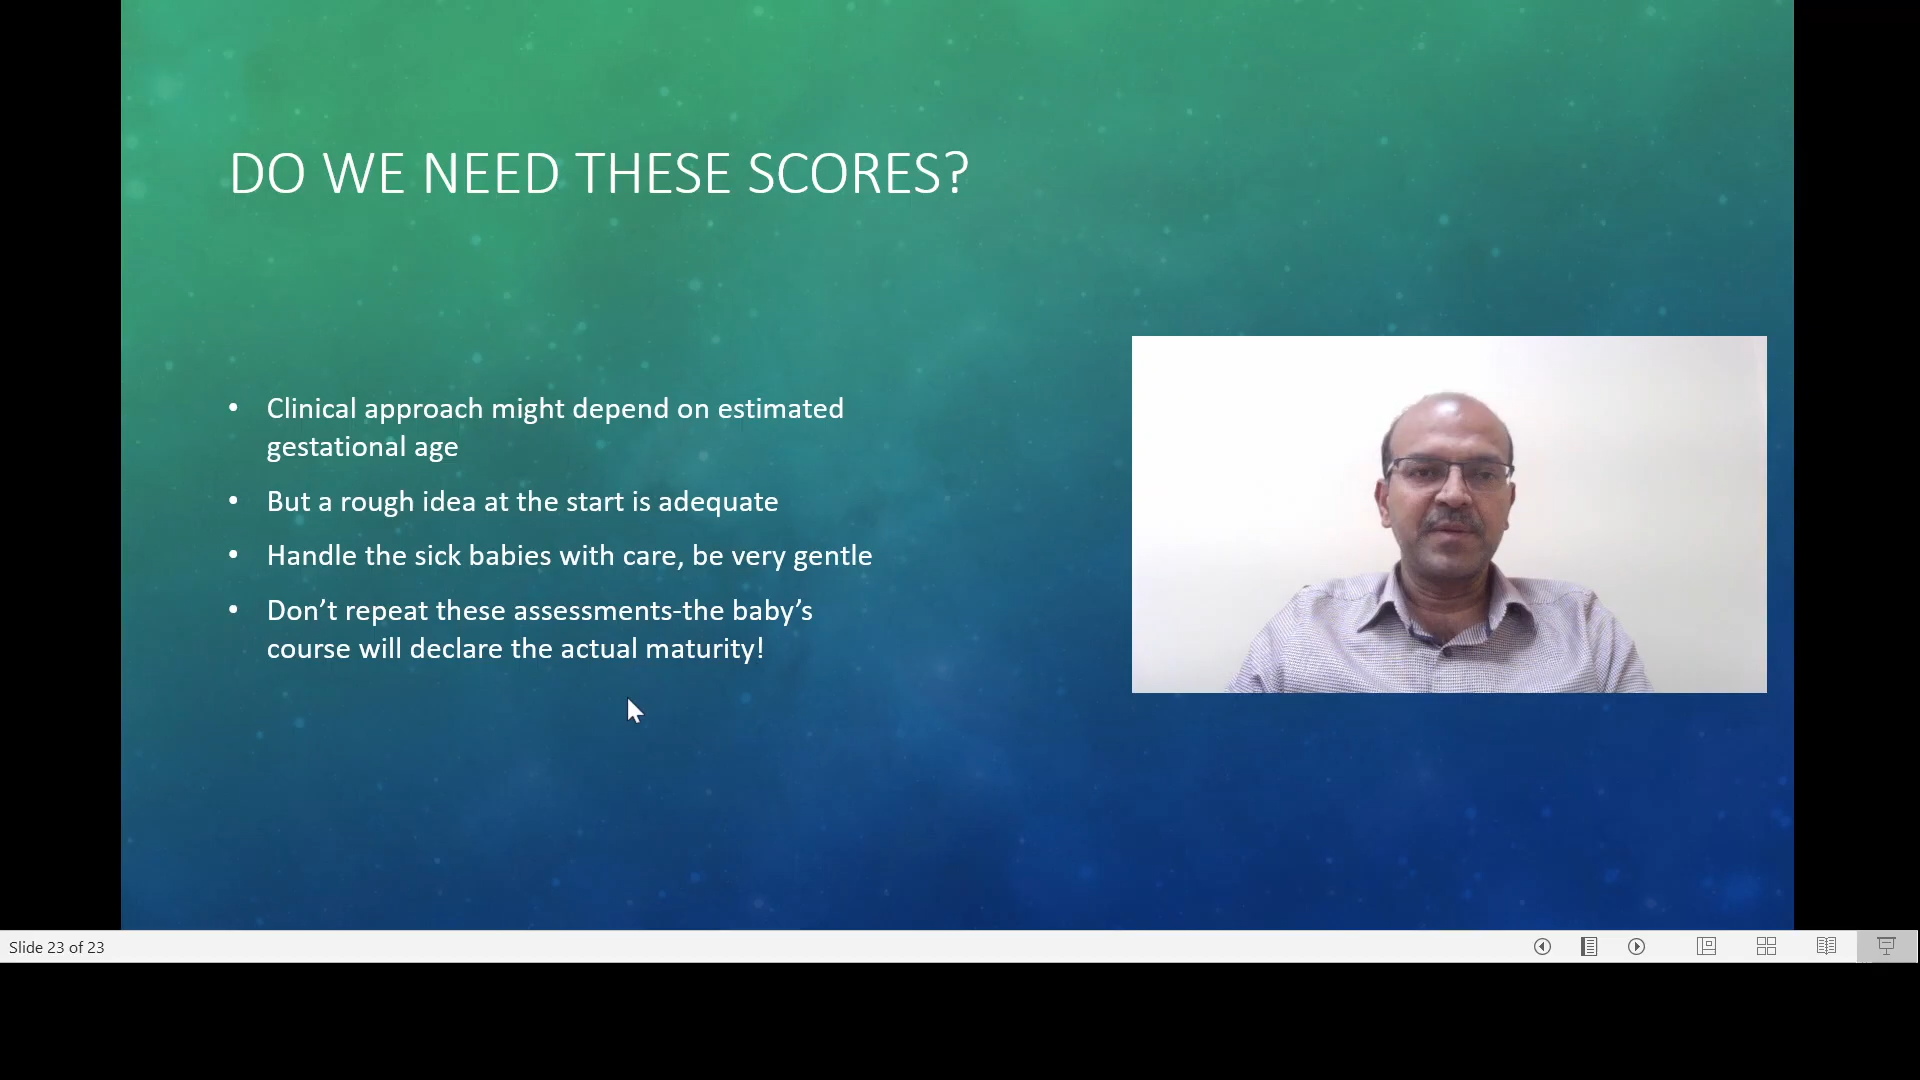 DO WE NEED THESE SCORES?
• Clinical approach might depend on estimated
gestational age
• But a rough idea at the start is adequate
• Handle the sick babies with care, be very gentle
• Don’t repeat these assessments-the baby’s
course will declare the actual maturity!
Slide 23 of 23